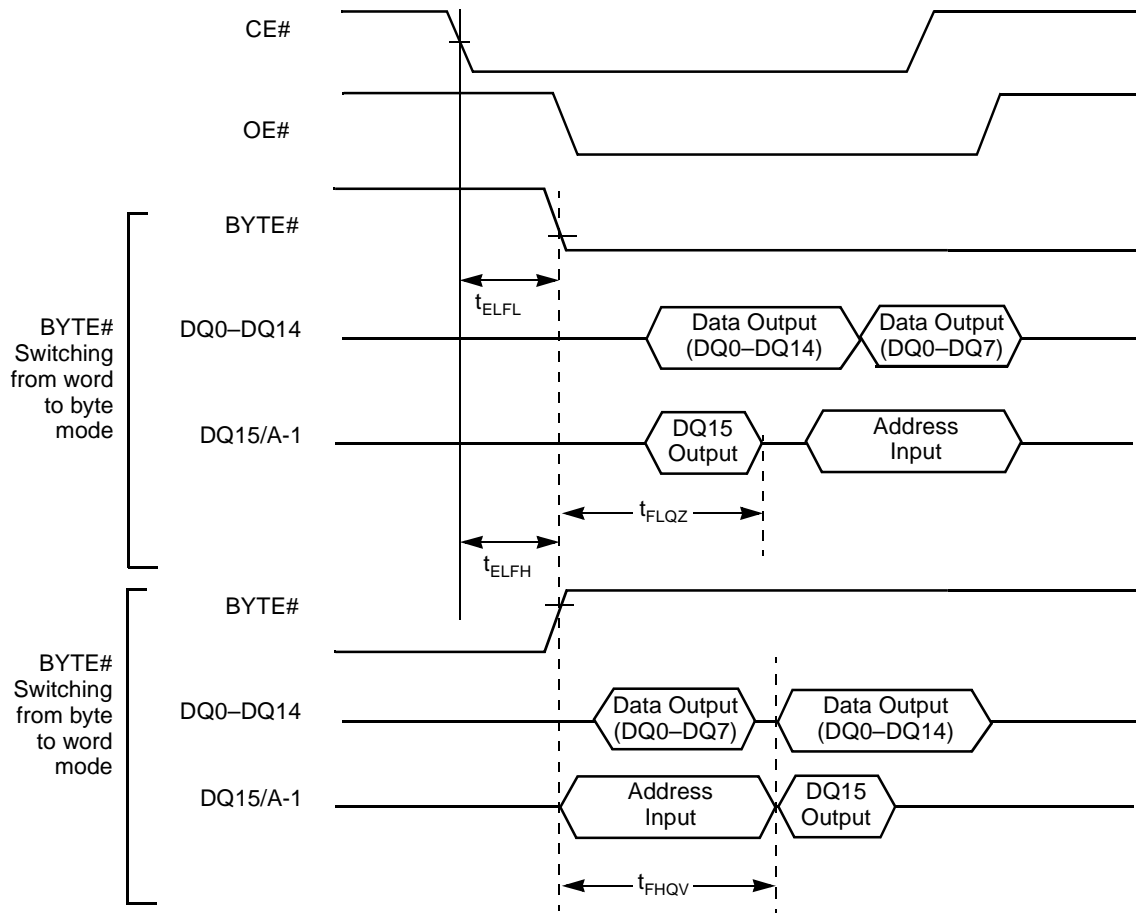 CE#
OE#
BYTE#
tELFL
BYTE#
Switching
from word
to byte
mode
DQ0–DQ14
Data Output
(DQ0–DQ14)
Data Output
(DQ0–DQ7)
DQ15/A-1
DQ15
Output
Address
Input
tFLQZ
tELFH
BYTE#
BYTE#
Switching
from byte
to word
mode
DQ0–DQ14
Data Output
(DQ0–DQ7)
Data Output
(DQ0–DQ14)
DQ15/A-1
Address
Input
DQ15
Output
tFHQV